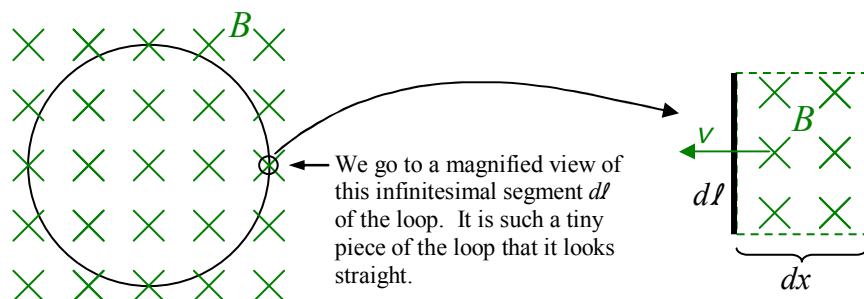 B
We go to a magnified view of
this infinitesimal segment dℓ
of the loop.  It is such a tiny
piece of the loop that it looks
straight.
v
B
dℓ
dx